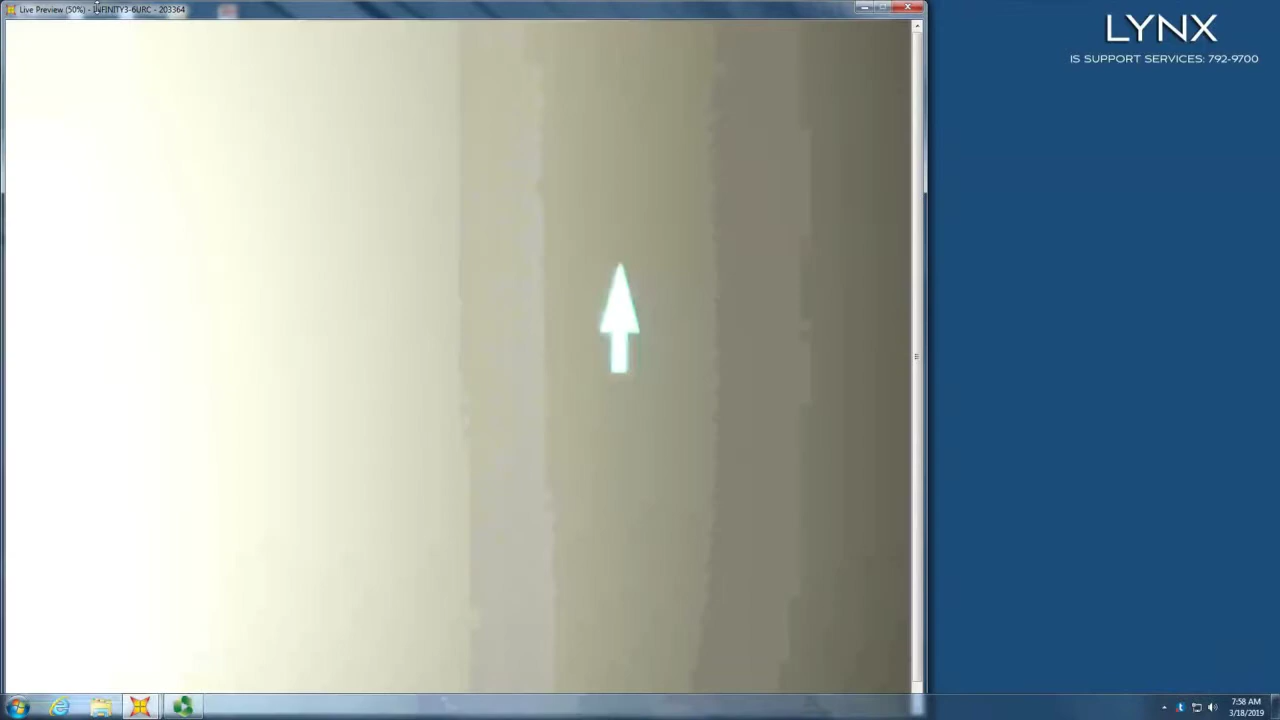 Live Preview (50%) - INFINITY3-6URC - 203364
LYNX
IS SUPPORT SERVICES: 792-9700
7:58 AM
3/18/2019